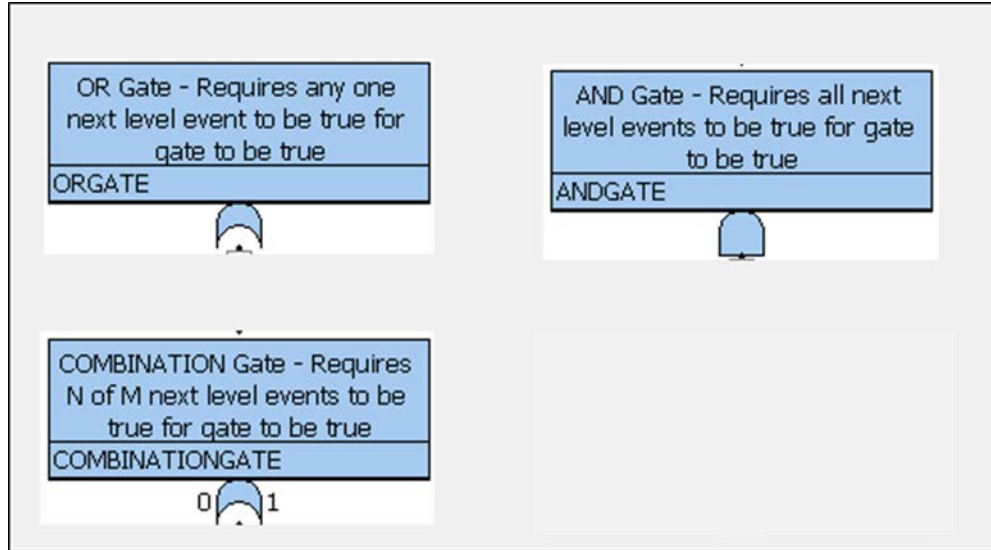 OR Gate - Requires any one
next level event to be true for
gate to be true
ORGATE
AND Gate - Requires all next
level events to be true for gate
to be true
ANDGATE
COMBINATION Gate - Requires
N of M next level events to be
true for gate to be true
COMBINATIONGATE
0 1